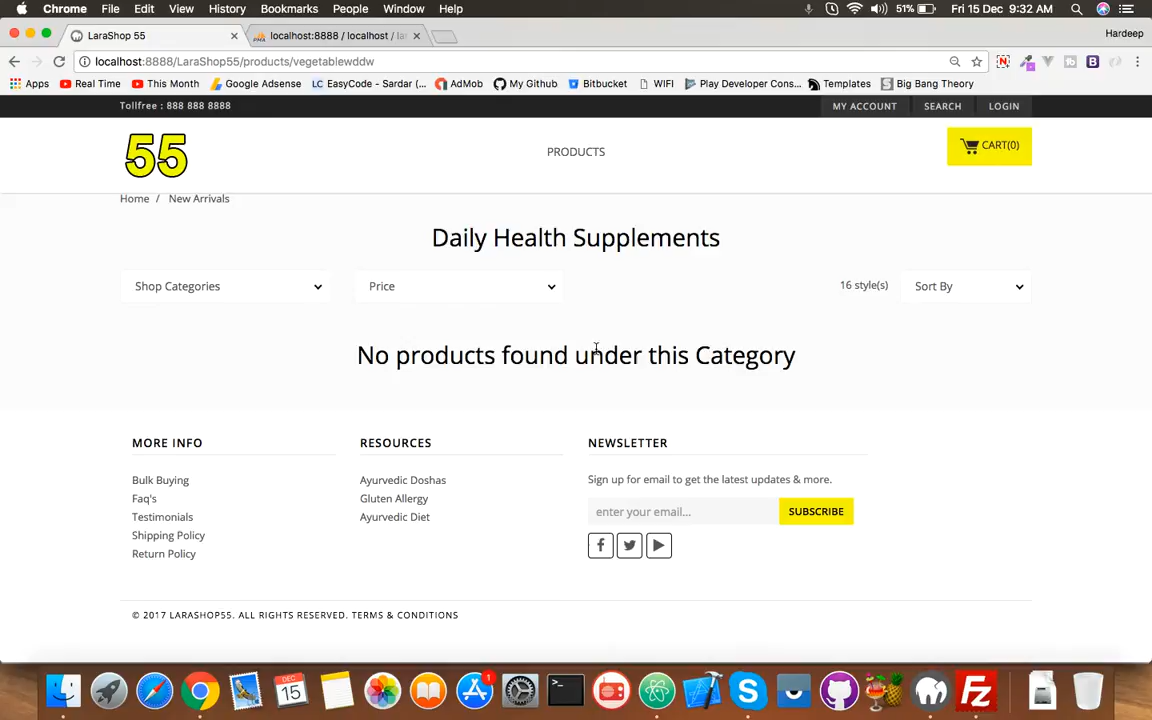 Chrome File Edit View History Bookmarks People Window Help 51% Fri 15 Dec 9:32 AM
LaraShop 55 localhost:8888 / localhost / la Hardeep
localhost:8888/LaraShop55/products/vegetablewddw
Apps Real Time This Month Google Adsense LC EasyCode - Sardar (... AdMob My Github Bitbucket WIFI Play Developer Cons... Templates Big Bang Theory
Tollfree : 888 888 8888 MY ACCOUNT SEARCH LOGIN
55 PRODUCTS CART(0)
Home / New Arrivals
Daily Health Supplements
Shop Categories Price 16 style(s) Sort By
No products found under this Category
MORE INFO RESOURCES NEWSLETTER
Bulk Buying Ayurvedic Doshas Sign up for email to get the latest updates & more.
Faq's Gluten Allergy
Testimonials Ayurvedic Diet enter your email... SUBSCRIBE
Shipping Policy
Return Policy
© 2017 LARASHOP55. ALL RIGHTS RESERVED. TERMS & CONDITIONS
DEC
15 1 Fz